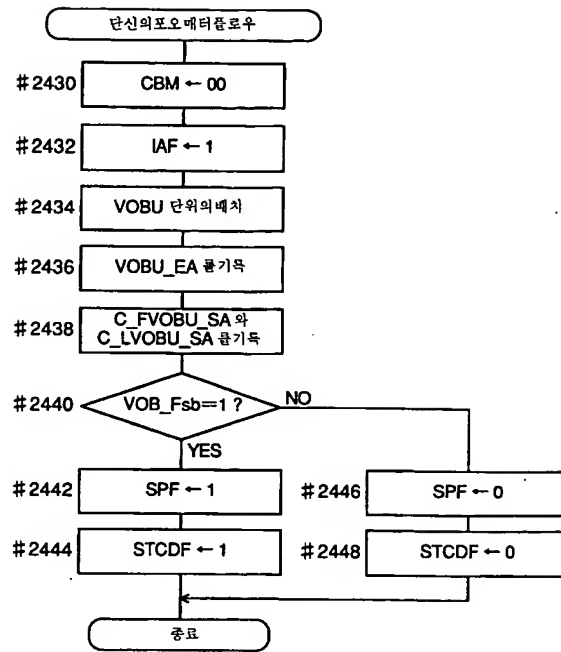 단신의포오매터플로우
#2430 CBM ← 00
#2432 IAF ← 1
#2434 VOBU 단위의배치
#2436 VOBU_EA 를기록
#2438 C_FVOBU_SA 와
C_LVOBU_SA 를기록
#2440 VOB_Fsb=1 ? NO
YES
#2442 SPF ← 1 #2446 SPF ← 0
#2444 STCDF ← 1 #2448 STCDF ← 0
종료